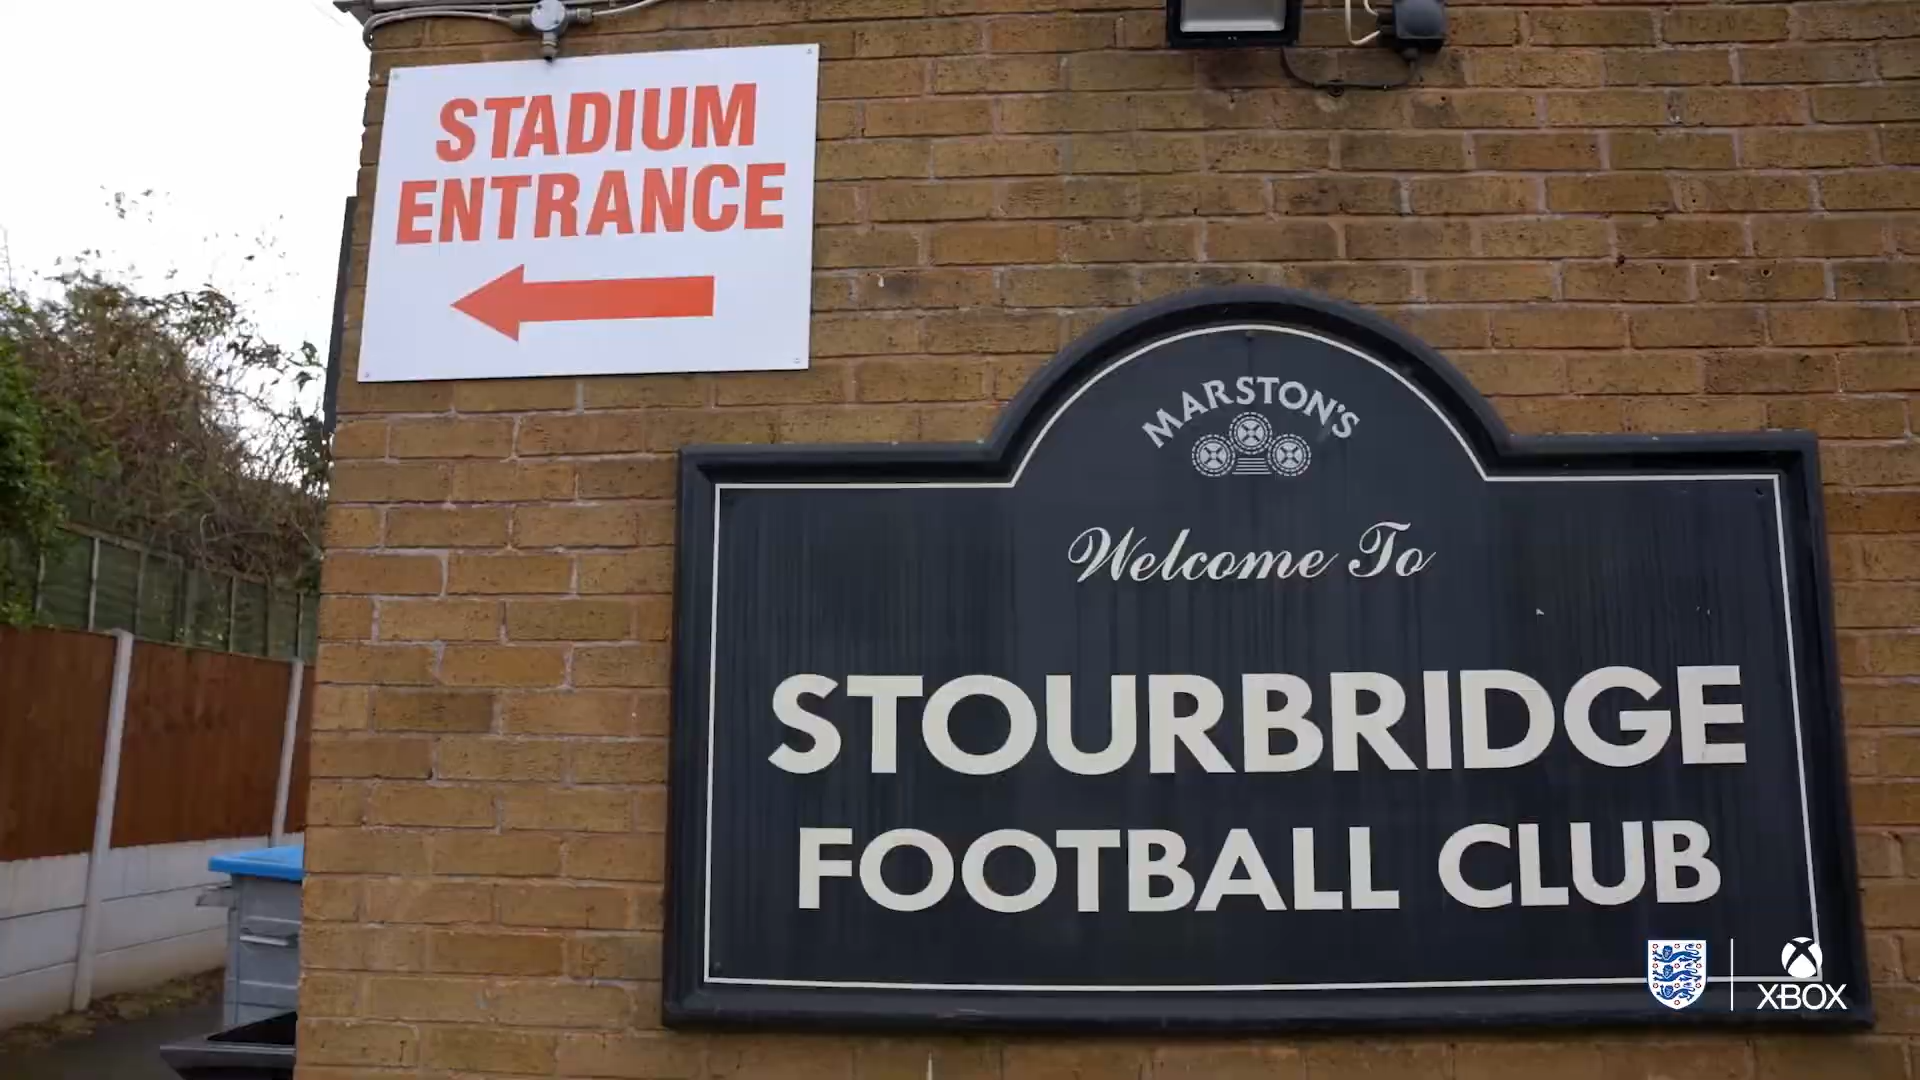 STADIUM
ENTRANCE
MARSTON'S
Welcome To
STOURBRIDGE
FOOTBALL CLUB
XBOX